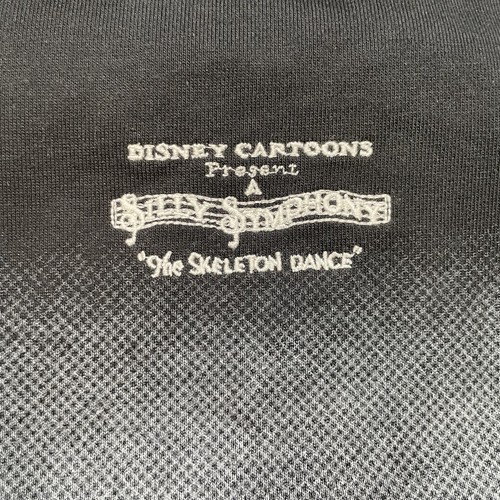 DISNEY CARTOONS
Present
A
SILLY SYMPHONY
"The SKELETON DANCE"